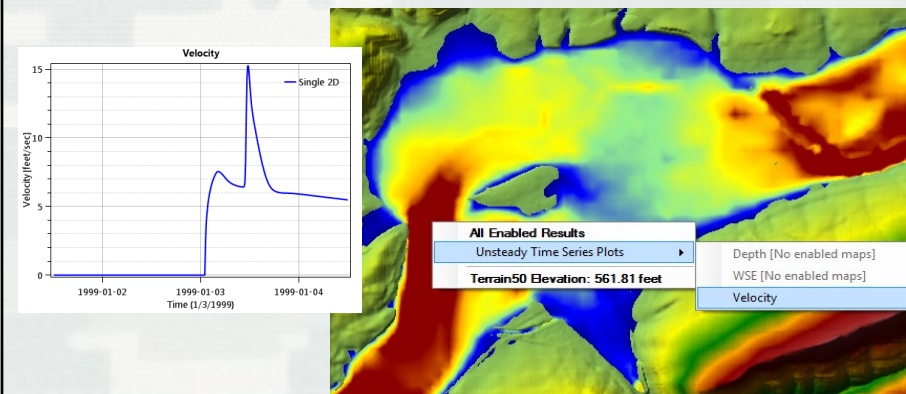 Velocity
Single 2D
Velocity [feet/sec]
15
10
5
0
1999-01-02
1999-01-03
1999-01-04
Time (1/3/1999)
All Enabled Results
Unsteady Time Series Plots
Terrain50 Elevation: 561.81 feet
Depth [No enabled maps]
WSE [No enabled maps]
Velocity